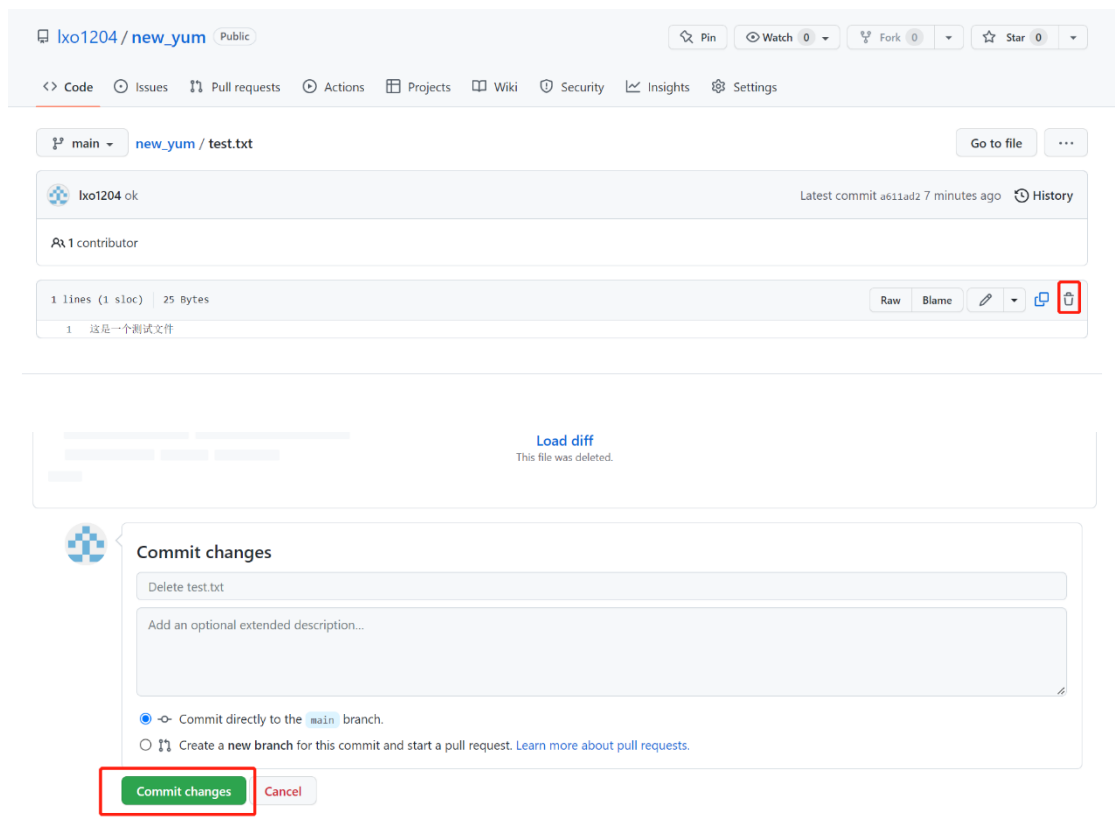 lxo1204 / new_yum Public Pin Watch 0 Fork 0 Star 0
Code Issues Pull requests Actions Projects Wiki Security Insights Settings
main new_yum / test.txt Go to file ...
lxo1204 ok Latest commit a611ad2 7 minutes ago History
1 contributor
1 lines (1 sloc) 25 Bytes Raw Blame
1 这是一个测试文件
Load diff
This file was deleted.
Commit changes
Delete test.txt
Add an optional extended description...
Commit directly to the main branch.
Create a new branch for this commit and start a pull request. Learn more about pull requests.
Commit changes Cancel